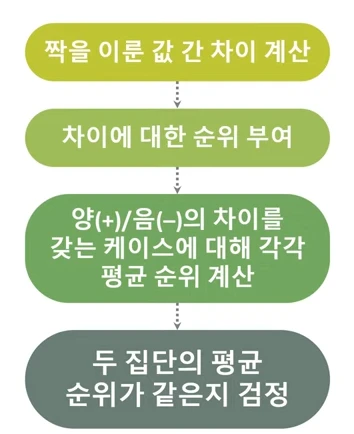 짝을 이룬 값 간 차이 계산
차이에 대한 순위 부여
양(+)/음(–)의 차이를
갖는 케이스에 대해 각각
평균 순위 계산
두 집단의 평균
순위가 같은지 검정